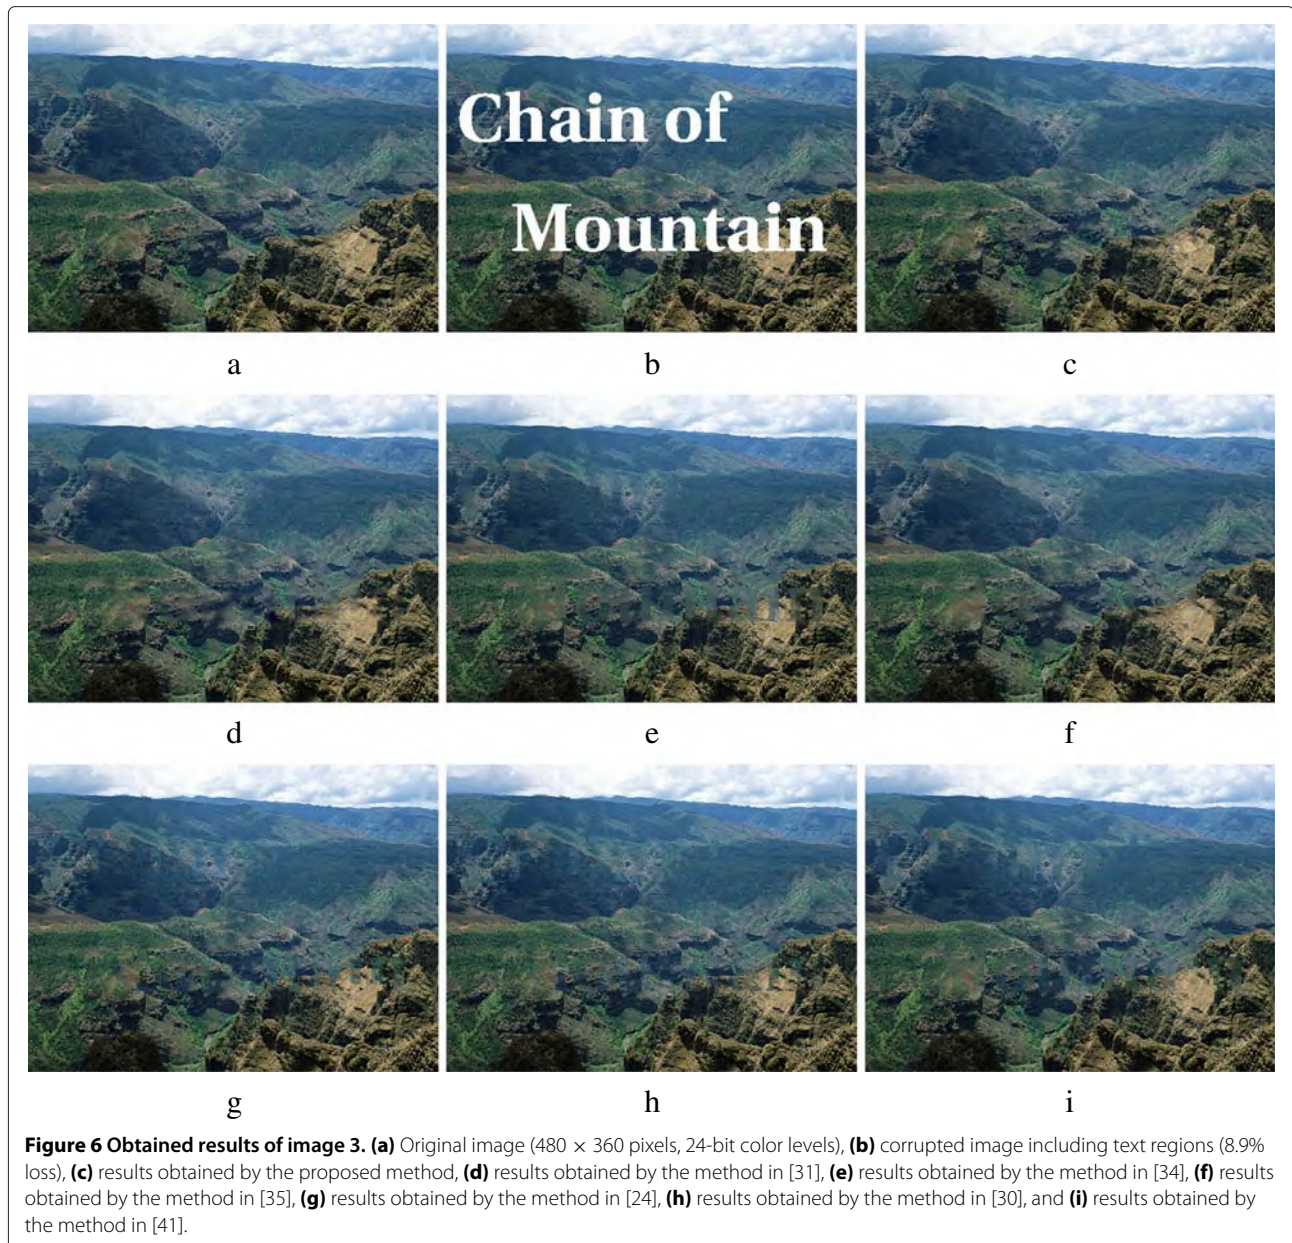 Chain of
Mountain
a
b
c
d
e
f
g
h
i
Figure 6 Obtained results of image 3. (a) Original image (480 × 360 pixels, 24-bit color levels), (b) corrupted image including text regions (8.9%
loss), (c) results obtained by the proposed method, (d) results obtained by the method in [31], (e) results obtained by the method in [34], (f) results
obtained by the method in [35], (g) results obtained by the method in [24], (h) results obtained by the method in [30], and (i) results obtained by
the method in [41].